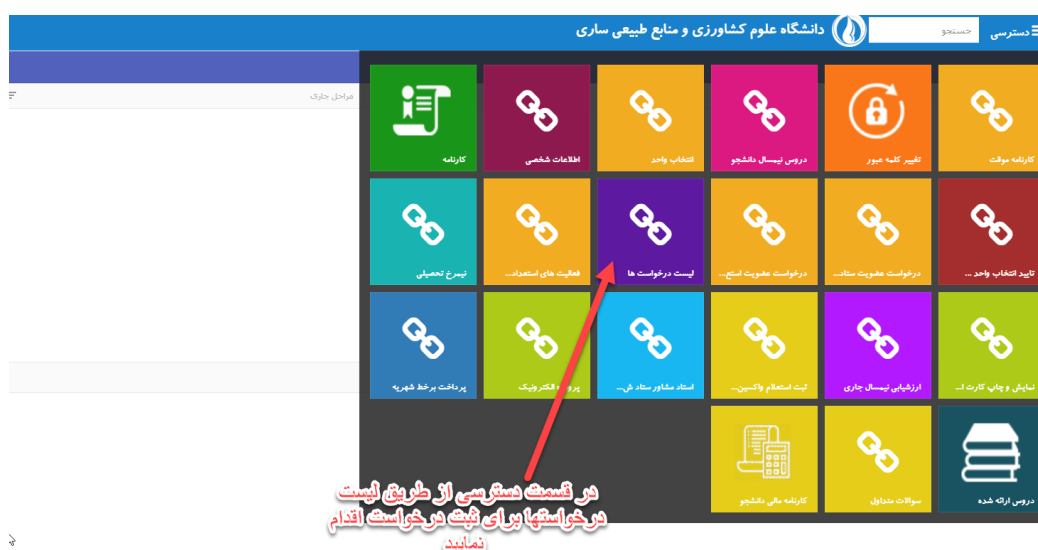 دسترسی
جستجو
دانشگاه علوم کشاورزی و منابع طبیعی ساری
مراحل جاری
کارنامه موقت
تغییر کلمه عبور
دروس نیمسال دانشجو
انتخاب واحد
اطلاعات شخصی
کارنامه
تایید انتخاب واحد ...
درخواست عضویت ستاد...
درخواست عضویت استع...
لیست درخواست ها
فعالیت های استعداد...
نیمرخ تحصیلی
نمایش و چاپ کارت ا...
ارزشیابی نیمسال جاری
ثبت استعلام واکسین...
استاد مشاور ستاد ش...
پرونده الکترونیک
پرداخت برخط شهریه
دروس ارائه شده
سوالات متداول
کارنامه مالی دانشجو
در قسمت دسترسی از طریق لیست
درخواستها برای ثبت درخواست اقدام
نمایید